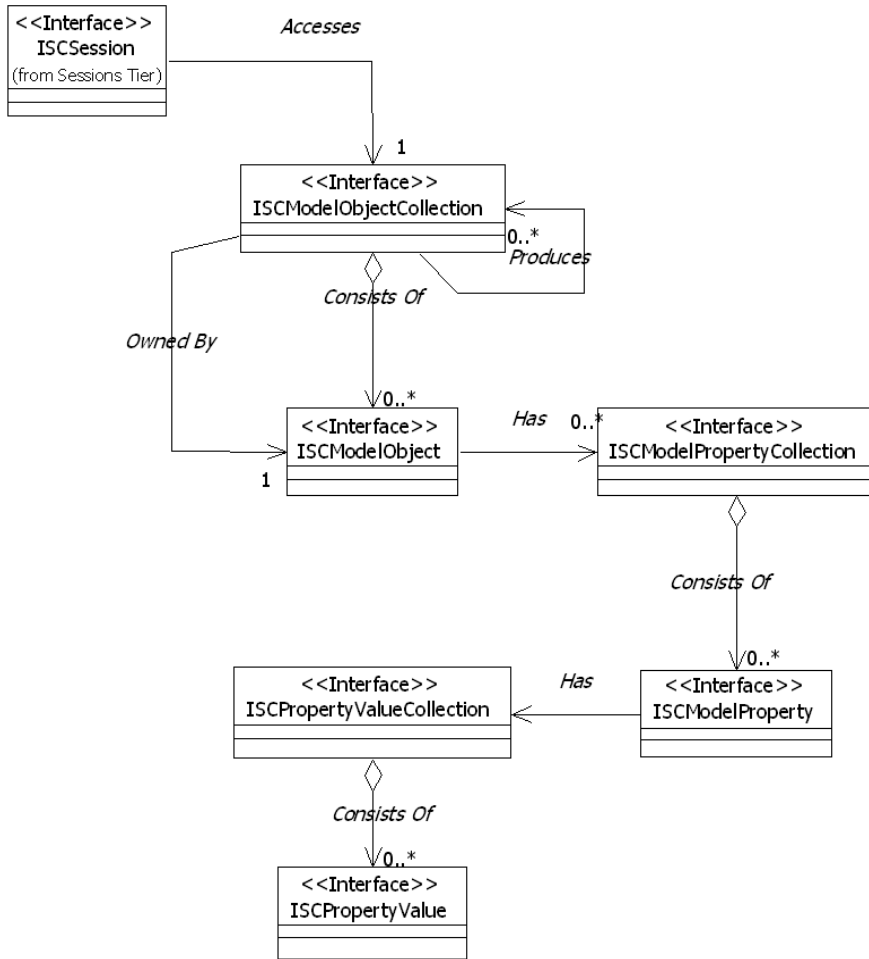 <<Interface>>
ISCSession
(from Sessions Tier)
Accesses
1
<<Interface>>
ISCModelObjectCollection
0..*
Produces
Consists Of
Owned By
0..*
<<Interface>>
ISCModelObject
1
Has
0..*
<<Interface>>
ISCModelPropertyCollection
Consists Of
0..*
<<Interface>>
ISCModelProperty
Has
<<Interface>>
ISCPropertyValueCollection
Consists Of
0..*
<<Interface>>
ISCPropertyValue